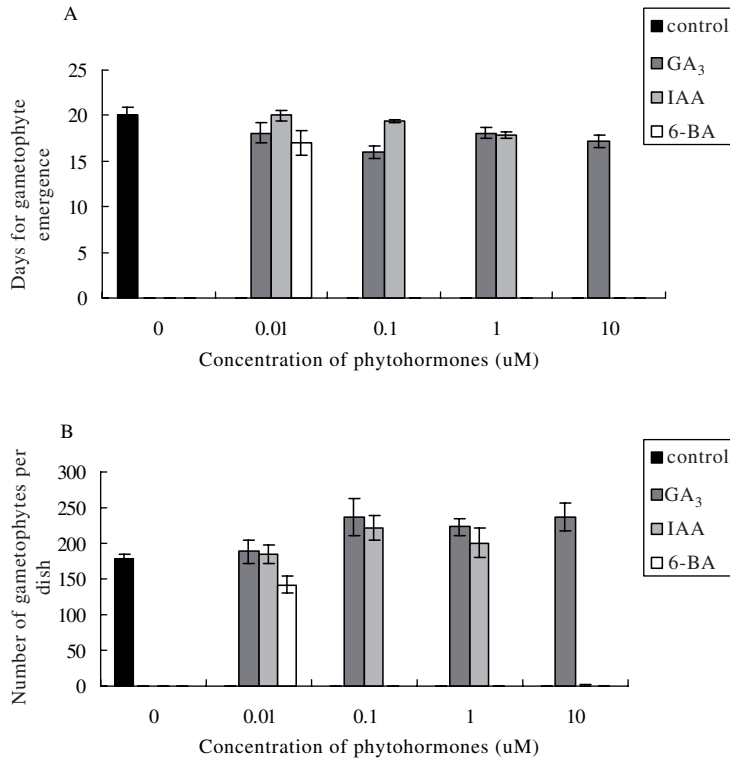 A
control
GA3
IAA
6-BA
25
20
15
10
5
0
Days for gametophyte
emergence
0 0.01 0.1 1 10
Concentration of phytohormones (uM)
B
control
GA3
IAA
6-BA
300
250
200
150
100
50
0
Number of gametophytes per
dish
0 0.01 0.1 1 10
Concentration of phytohormones (uM)